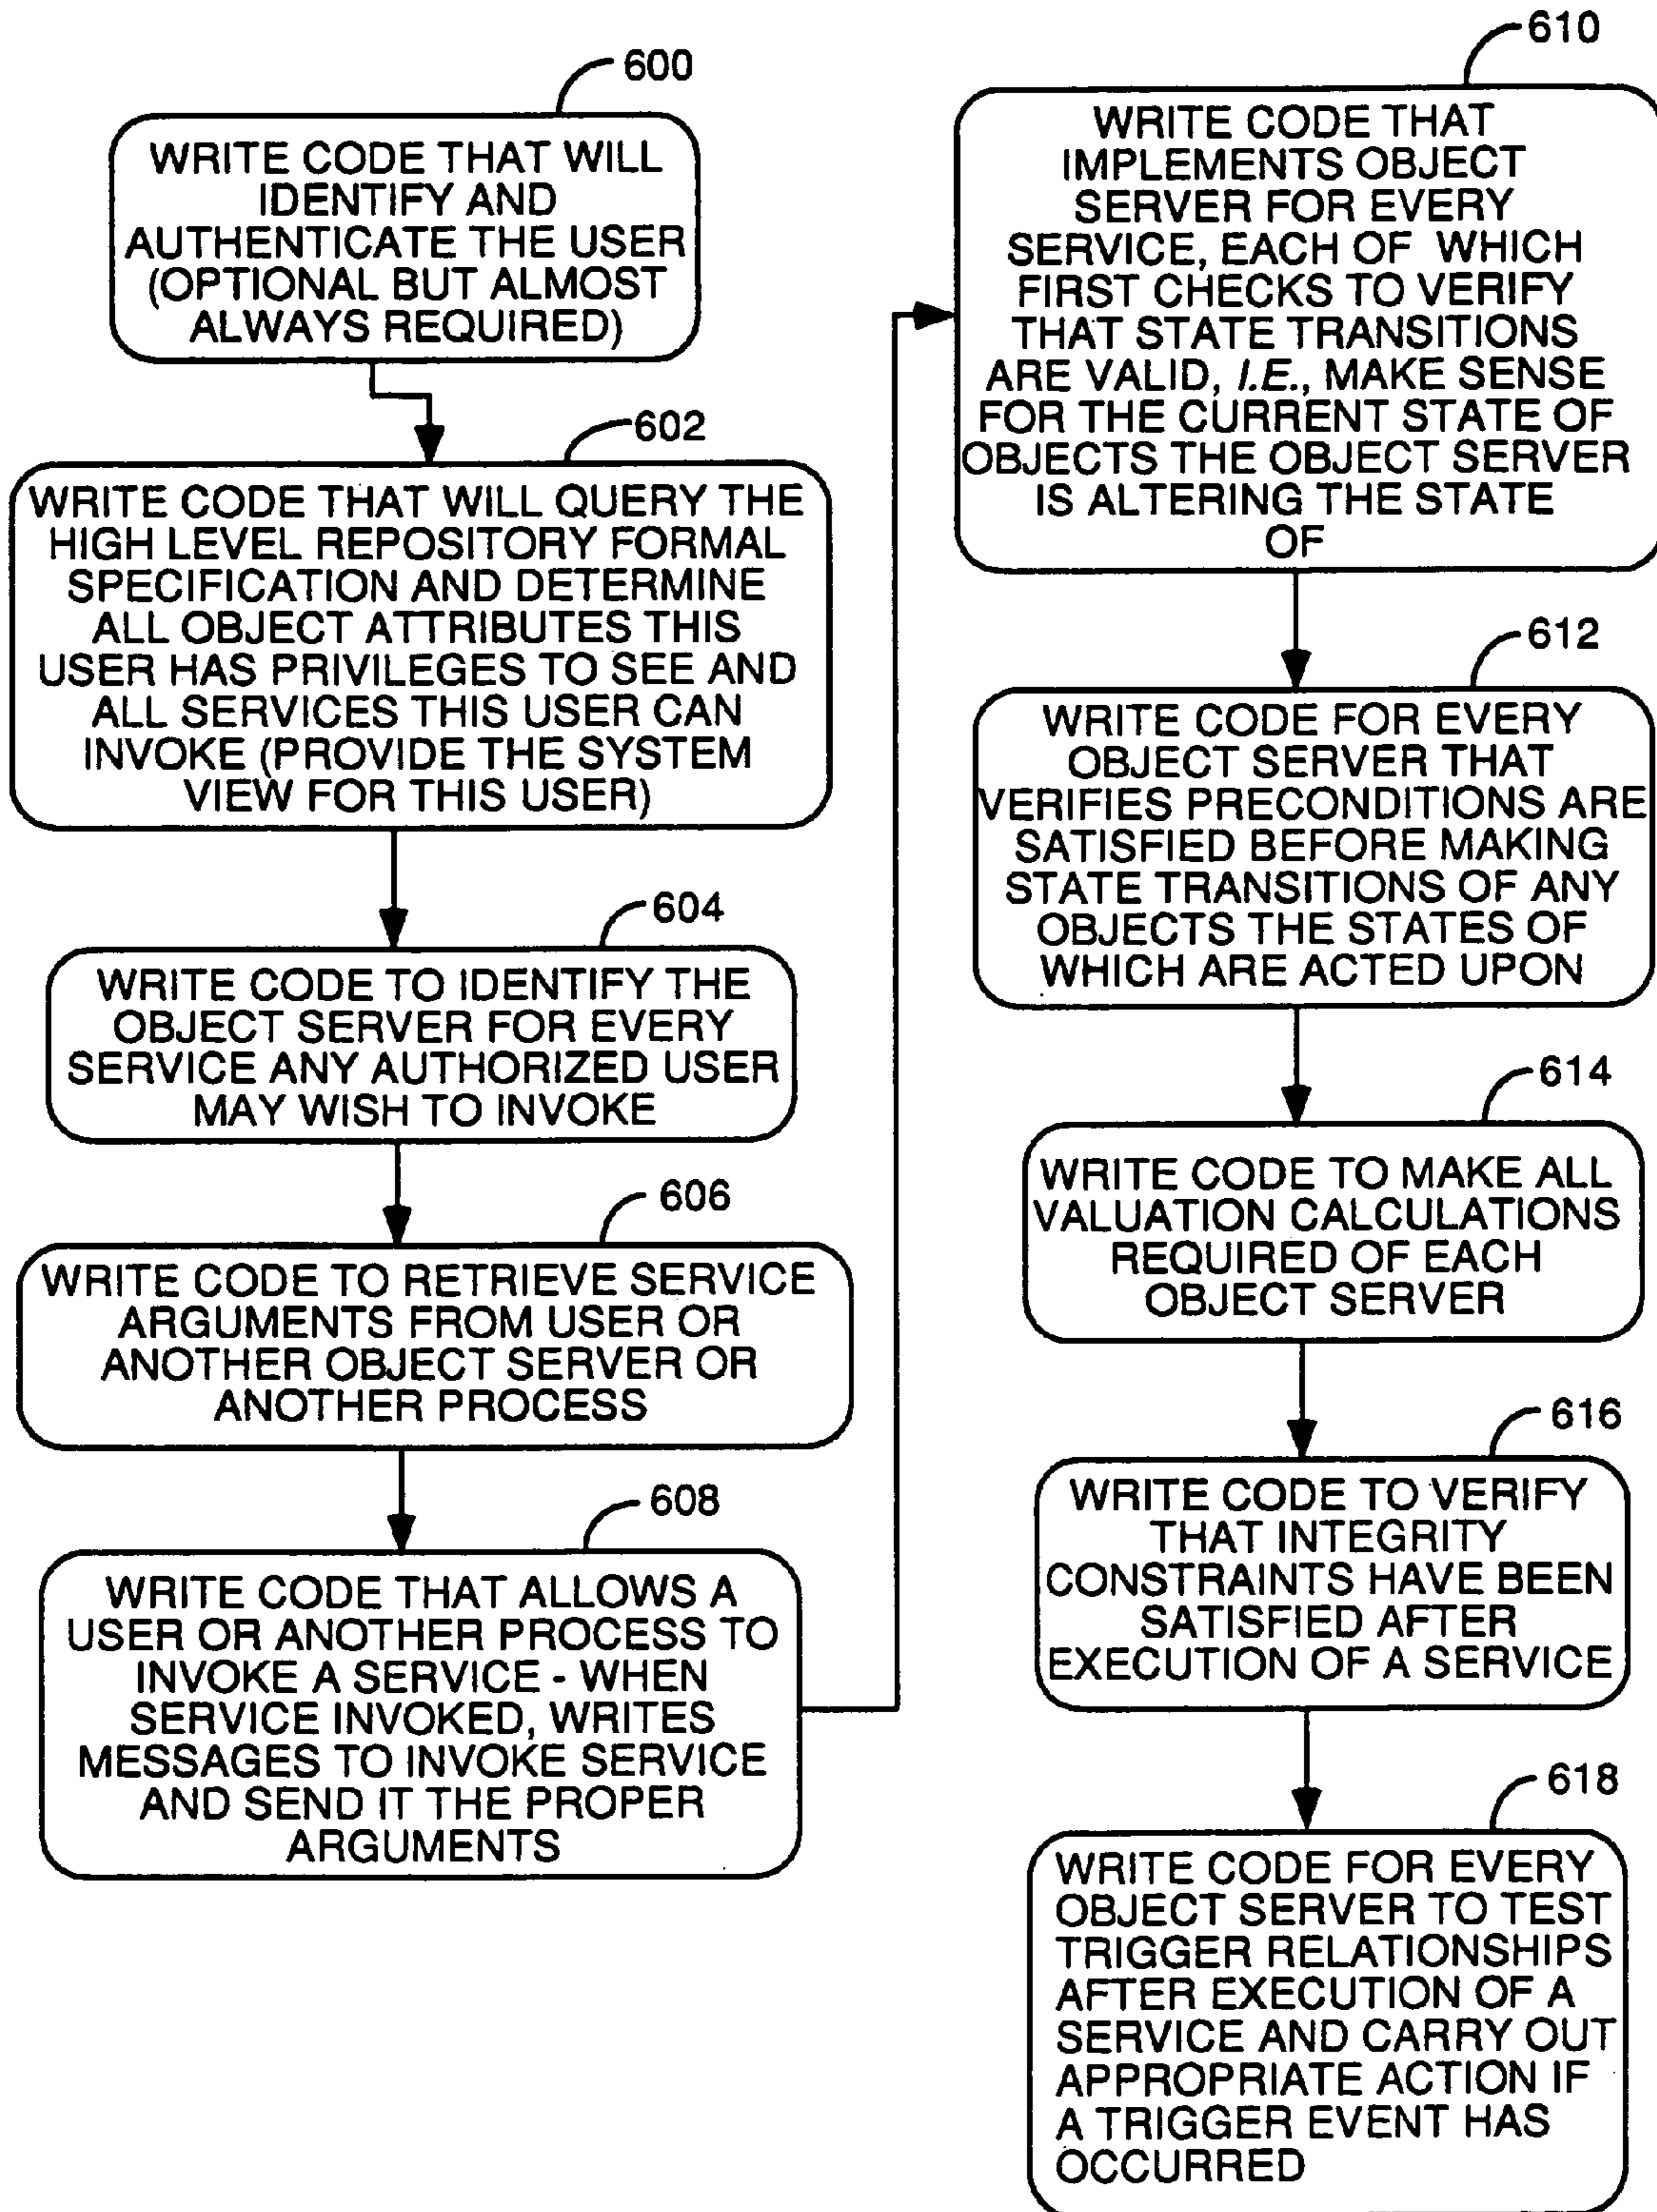 600
WRITE CODE THAT WILL
IDENTIFY AND
AUTHENTICATE THE USER
(OPTIONAL BUT ALMOST
ALWAYS REQUIRED)
602
WRITE CODE THAT WILL QUERY THE
HIGH LEVEL REPOSITORY FORMAL
SPECIFICATION AND DETERMINE
ALL OBJECT ATTRIBUTES THIS
USER HAS PRIVILEGES TO SEE AND
ALL SERVICES THIS USER CAN
INVOKE (PROVIDE THE SYSTEM
VIEW FOR THIS USER)
604
WRITE CODE TO IDENTIFY THE
OBJECT SERVER FOR EVERY
SERVICE ANY AUTHORIZED USER
MAY WISH TO INVOKE
606
WRITE CODE TO RETRIEVE SERVICE
ARGUMENTS FROM USER OR
ANOTHER OBJECT SERVER OR
ANOTHER PROCESS
608
WRITE CODE THAT ALLOWS A
USER OR ANOTHER PROCESS TO
INVOKE A SERVICE - WHEN
SERVICE INVOKED, WRITES
MESSAGES TO INVOKE SERVICE
AND SEND IT THE PROPER
ARGUMENTS
610
WRITE CODE THAT
IMPLEMENTS OBJECT
SERVER FOR EVERY
SERVICE, EACH OF WHICH
FIRST CHECKS TO VERIFY
THAT STATE TRANSITIONS
ARE VALID, I.E., MAKE SENSE
FOR THE CURRENT STATE OF
OBJECTS THE OBJECT SERVER
IS ALTERING THE STATE
OF
612
WRITE CODE FOR EVERY
OBJECT SERVER THAT
VERIFIES PRECONDITIONS ARE
SATISFIED BEFORE MAKING
STATE TRANSITIONS OF ANY
OBJECTS THE STATES OF
WHICH ARE ACTED UPON
614
WRITE CODE TO MAKE ALL
VALUATION CALCULATIONS
REQUIRED OF EACH
OBJECT SERVER
616
WRITE CODE TO VERIFY
THAT INTEGRITY
CONSTRAINTS HAVE BEEN
SATISFIED AFTER
EXECUTION OF A SERVICE
618
WRITE CODE FOR EVERY
OBJECT SERVER TO TEST
TRIGGER RELATIONSHIPS
AFTER EXECUTION OF A
SERVICE AND CARRY OUT
APPROPRIATE ACTION IF
A TRIGGER EVENT HAS
OCCURRED